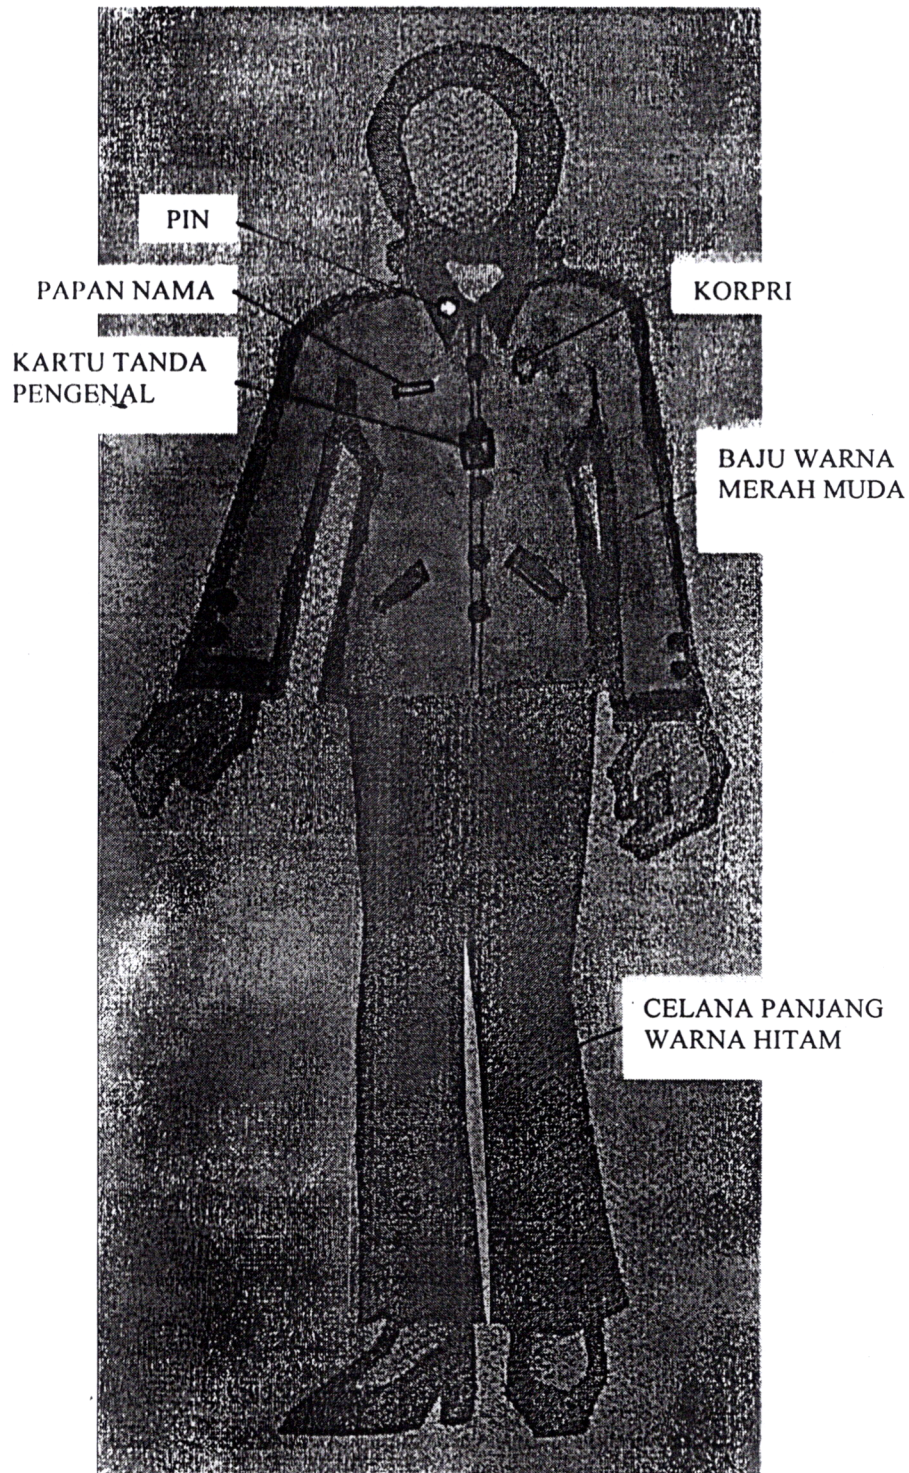 PIN
PAPAN NAMA
KORPRI
KARTU TANDA
PENGENAL
BAJU WARNA
MERAH MUDA
CELANA PANJANG
WARNA HITAM